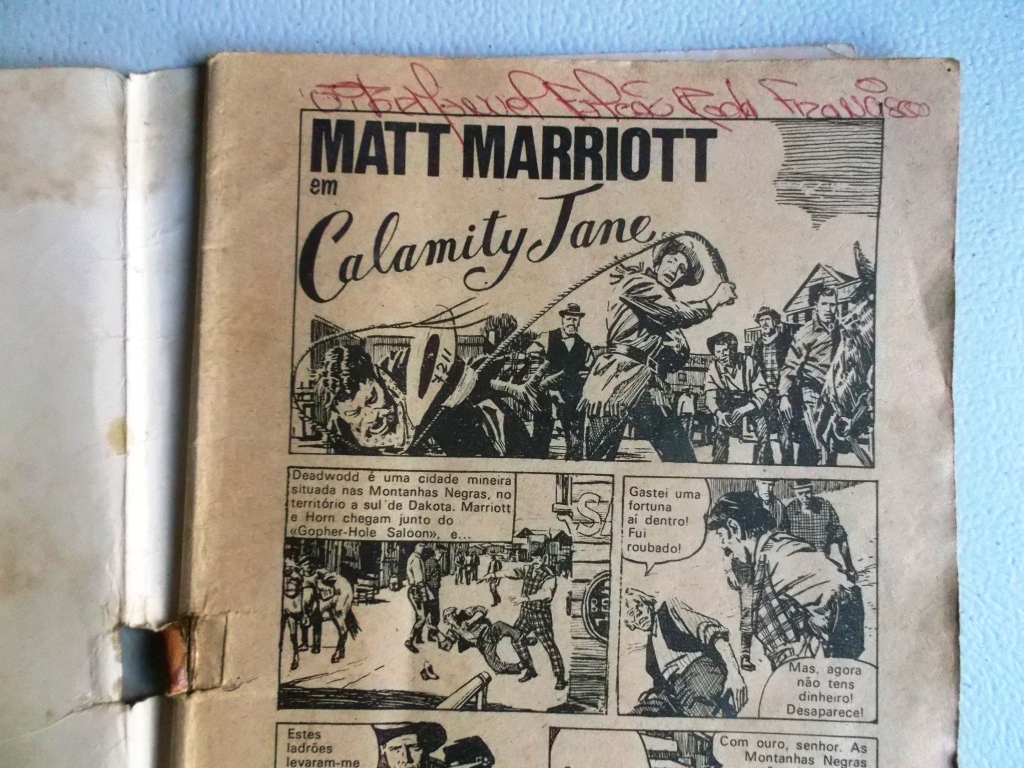 MATT MARRIOTT
em
Calamity Jane
7211
Deadwodd é uma cidade mineira
situada nas Montanhas Negras, no
território a sul de Dakota. Marriott
e Horn chegam junto do
«Gopher-Hole Saloon», e...
Gastei uma
fortuna
aí dentro!
Fui
roubado!
Mas, agora
não tens
dinheiro!
Desaparece!
Estes
ladrões
levaram-me
Com ouro, senhor. As
Montanhas Negras